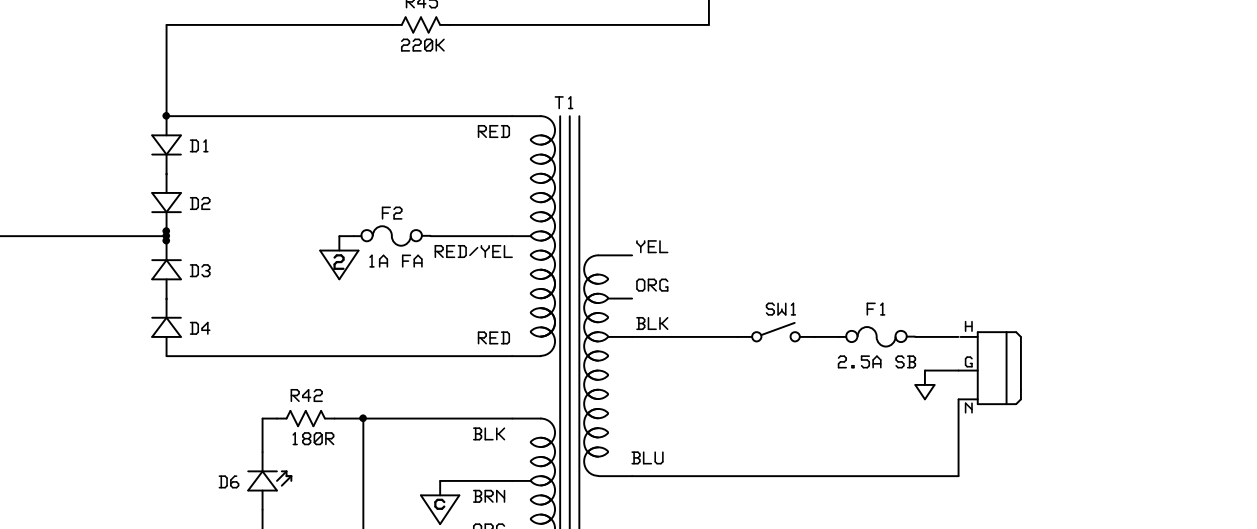 R45
220K
T1
RED
D1
D2
F2
RED/YEL
2
1A FA
YEL
D3
ORG
SW1
F1
BLK
H
D4
RED
2.5A SB
G
R42
N
180R
BLK
BLU
D6
BRN
C
ORG